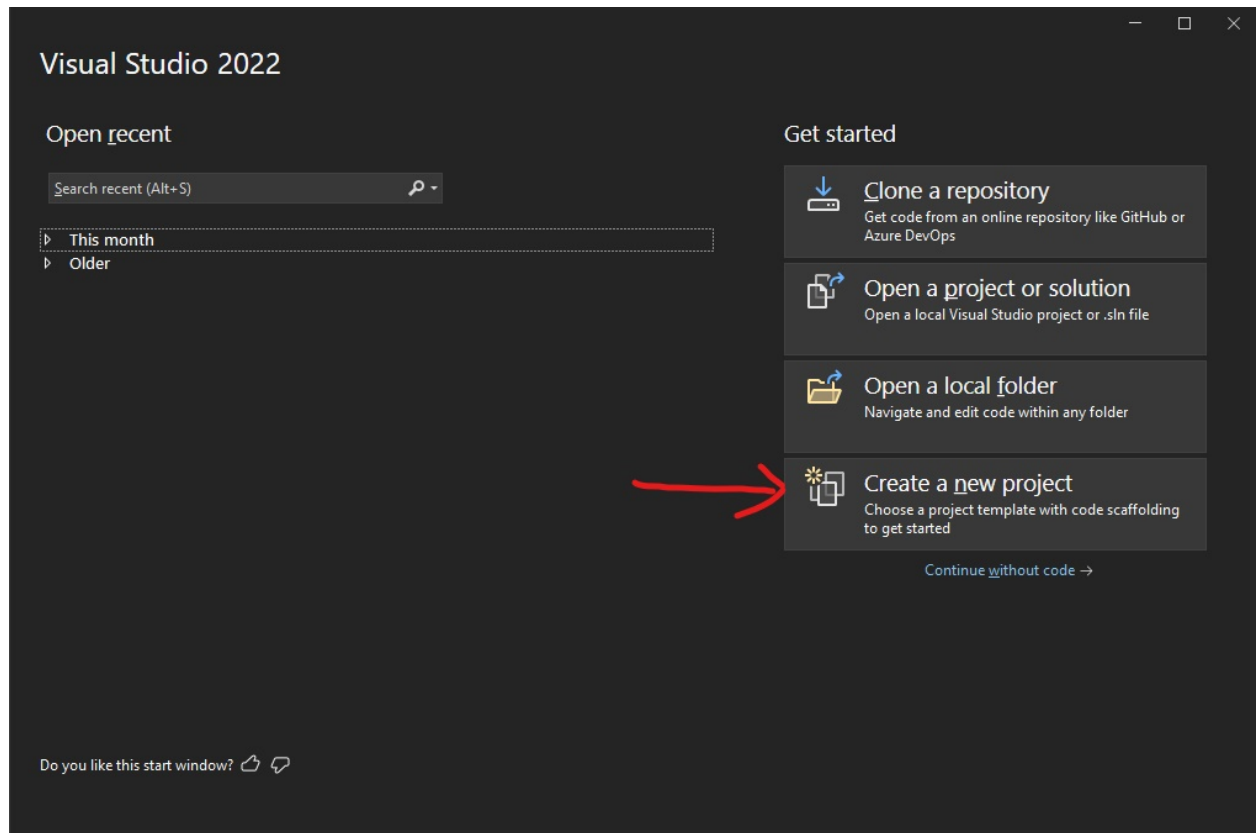 Visual Studio 2022
Open recent
Search recent (Alt+S)
This month
Older
Get started
Clone a repository
Get code from an online repository like GitHub or
Azure DevOps
Open a project or solution
Open a local Visual Studio project or .sln file
Open a local folder
Navigate and edit code within any folder
Create a new project
Choose a project template with code scaffolding
to get started
Continue without code →
Do you like this start window?